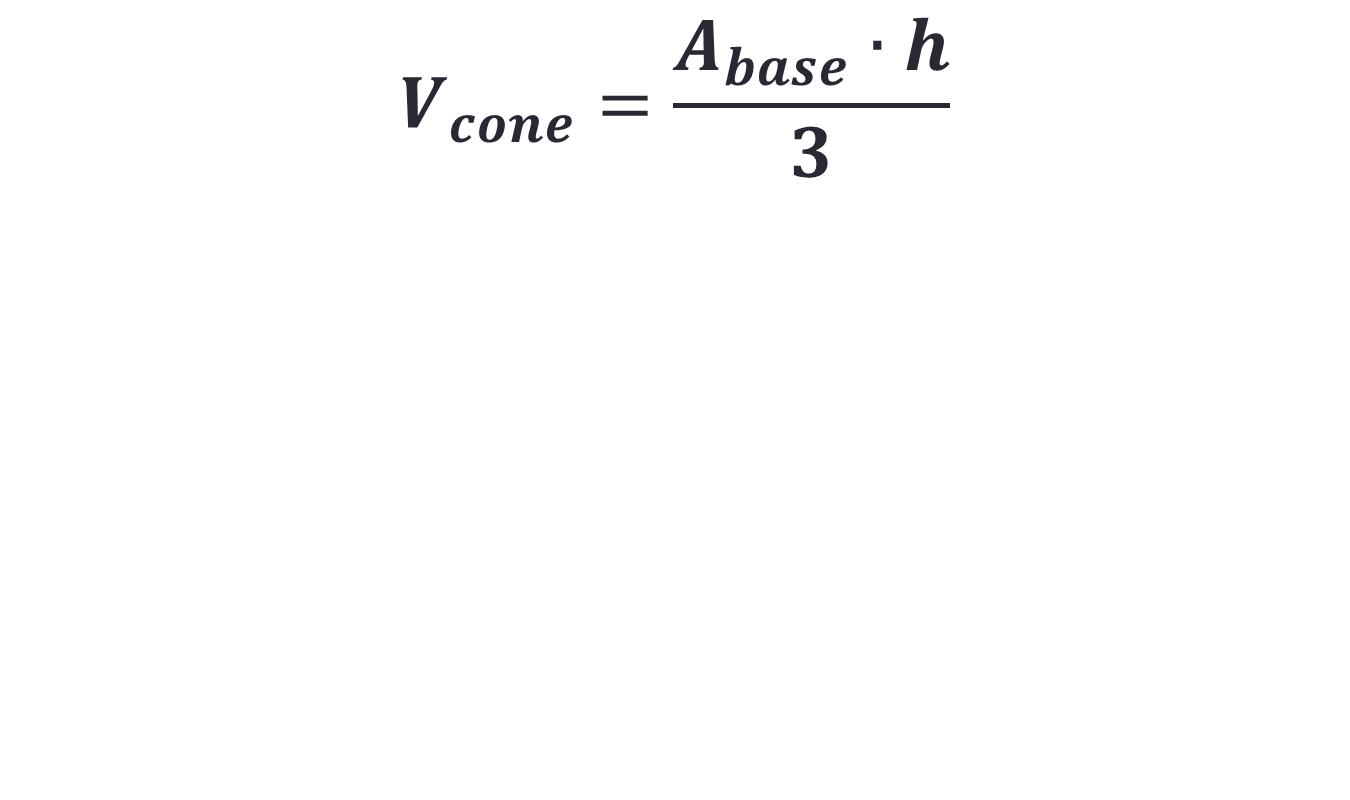 V_cone = (A_base · h) / 3